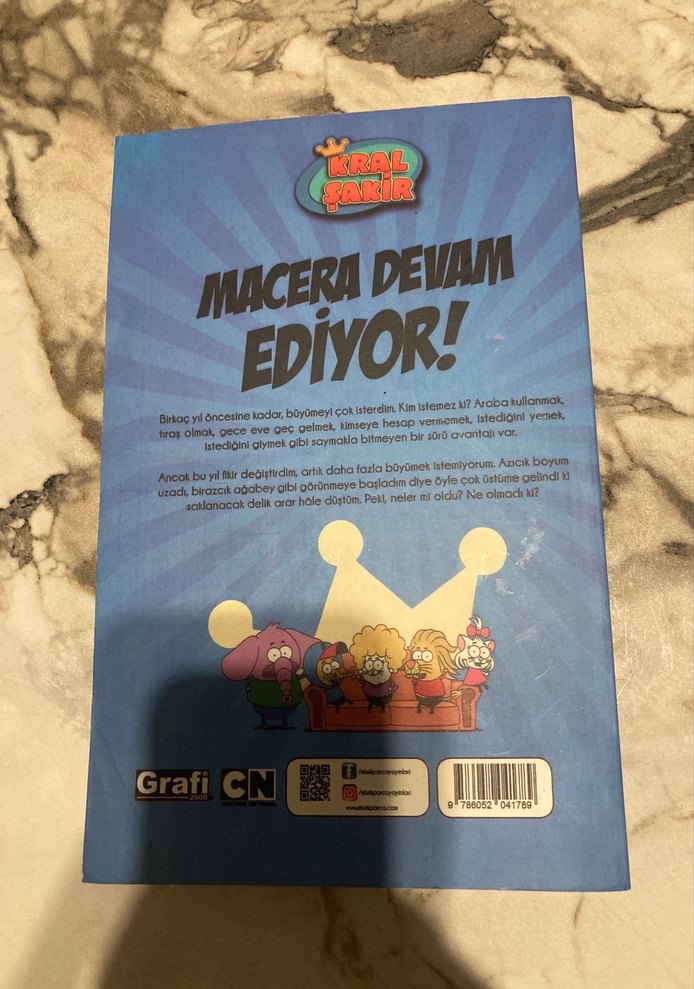 KRAL
ŞAKİR
MACERA DEVAM
EDİYOR!
Birkaç yıl öncesine kadar, büyümeyi çok isterdim. Kim istemez ki? Araba kullanmak,
tıraş olmak, gece eve geç gelmek, kimseye hesap vermemek, istediğini yemek,
istediğini giymek gibi saymakla bitmeyen bir sürü avantajı var.
Ancak bu yıl fikir değiştirdim, artık daha fazla büyümek istemiyorum. Azıcık boyum
uzadı, birazcık ağabey gibi görünmeye başladım diye öyle çok üstüme gelindi ki
saklanacak delik arar hâle düştüm. Peki, neler mi oldu? Ne olmadı ki?
Grafi
2000
CN
CARTOON NETWORK
/eksikparcayayinlari
/eksikparcayayinlari
www.eksikparca.com
9 786052 041789